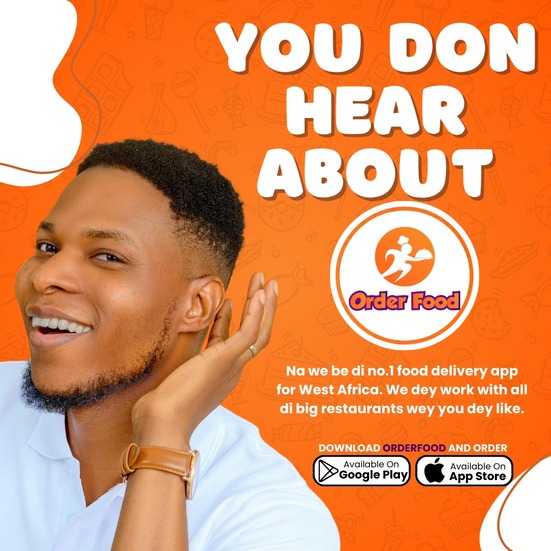 YOU DON
HEAR
ABOUT
Order Food
Na we be di no.1 food delivery app
for West Africa. We dey work with all
di big restaurants wey you dey like.
DOWNLOAD ORDERFOOD AND ORDER
Available On
Google Play
Available On
App Store